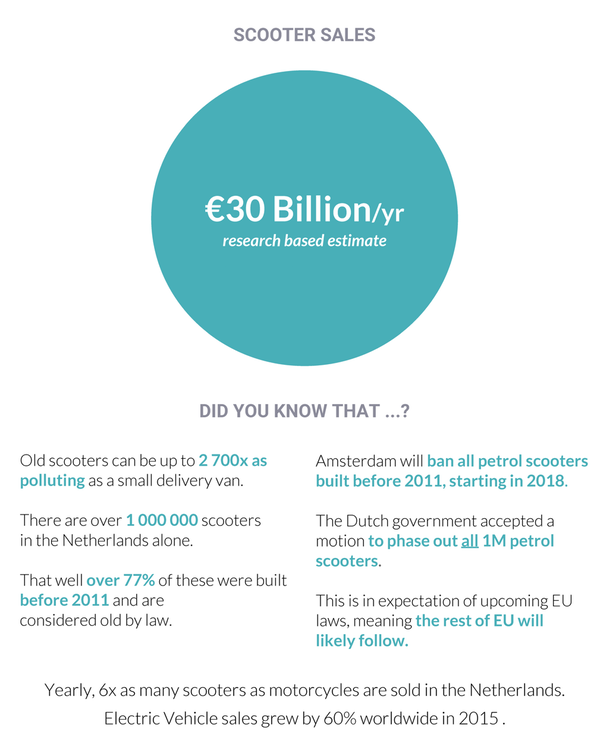 SCOOTER SALES
€30 Billion/yr
research based estimate
DID YOU KNOW THAT ...?
Old scooters can be up to 2 700x as
polluting as a small delivery van.
There are over 1 000 000 scooters
in the Netherlands alone.
That well over 77% of these were built
before 2011 and are
considered old by law.
Amsterdam will ban all petrol scooters
built before 2011, starting in 2018.
The Dutch government accepted a
motion to phase out all 1M petrol
scooters.
This is in expectation of upcoming EU
laws, meaning the rest of EU will
likely follow.
Yearly, 6x as many scooters as motorcycles are sold in the Netherlands.
Electric Vehicle sales grew by 60% worldwide in 2015 .